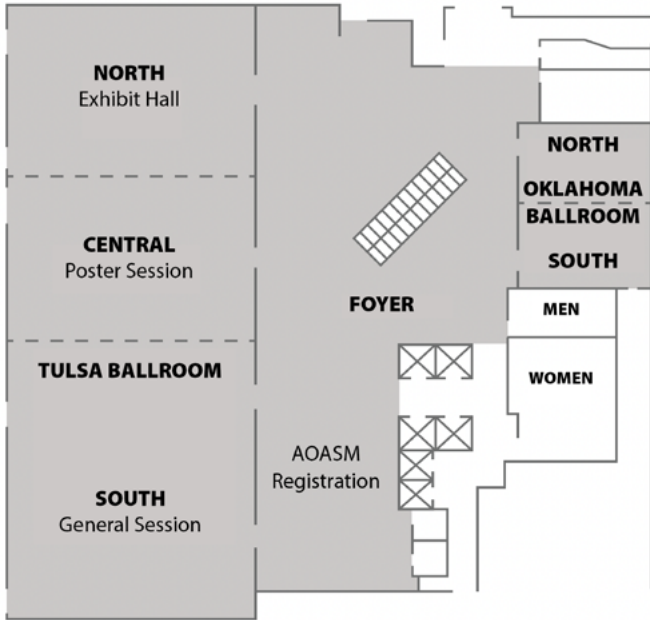 NORTH
Exhibit Hall
CENTRAL
Poster Session
TULSA BALLROOM
SOUTH
General Session
FOYER
AOASM
Registration
NORTH
OKLAHOMA
BALLROOM
SOUTH
MEN
WOMEN